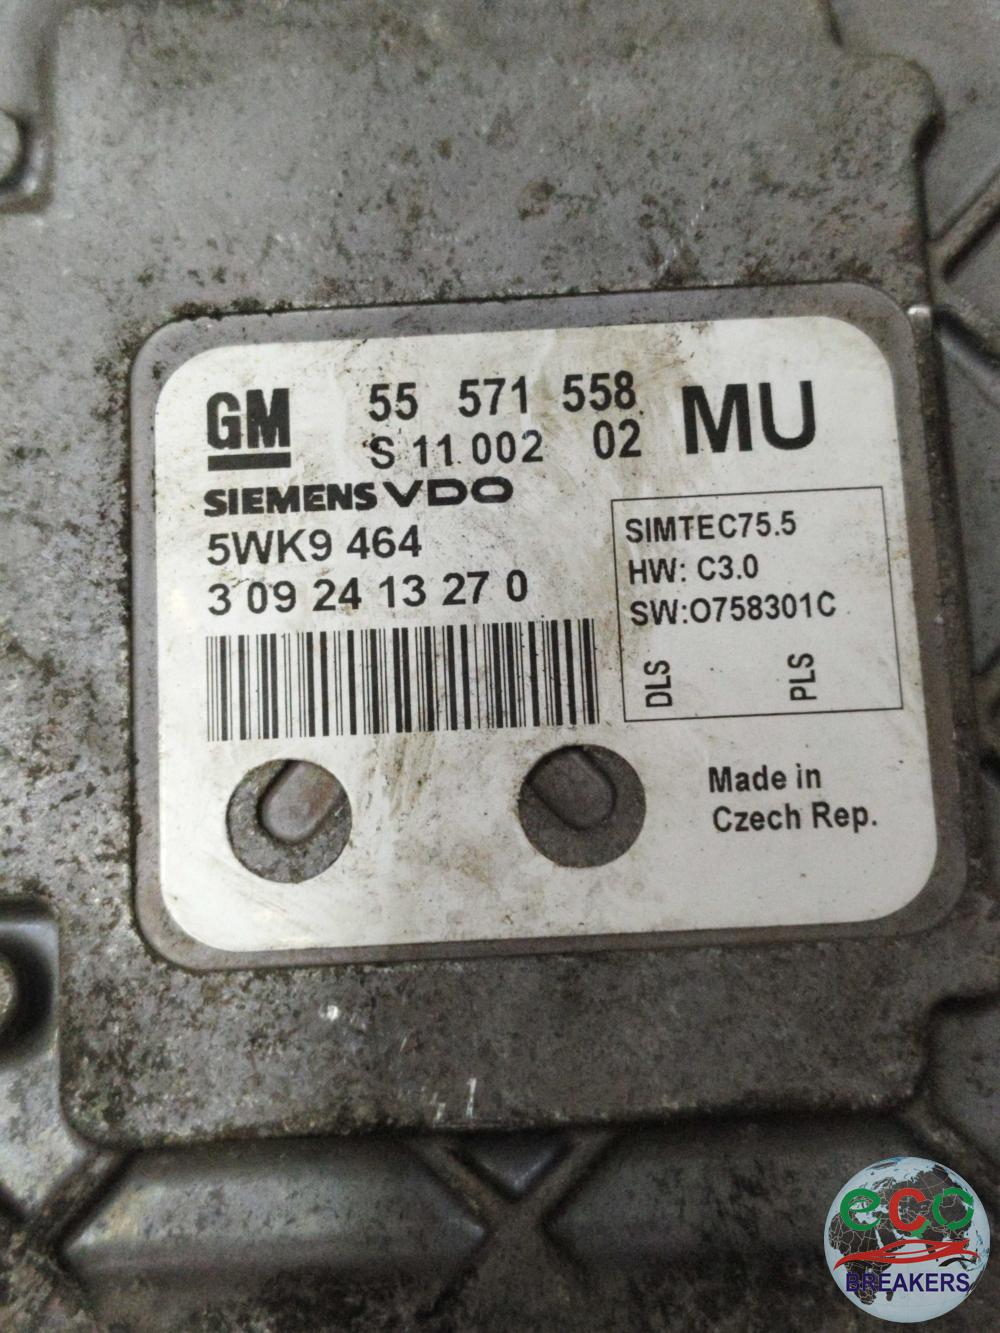 GM 55 571 558 MU
S 11 002 02
SIEMENS VDO
5WK9 464
3 09 24 13 27 0
SIMTEC75.5
HW: C3.0
SW:O758301C
DLS PLS
Made in
Czech Rep.
eco
BREAKERS